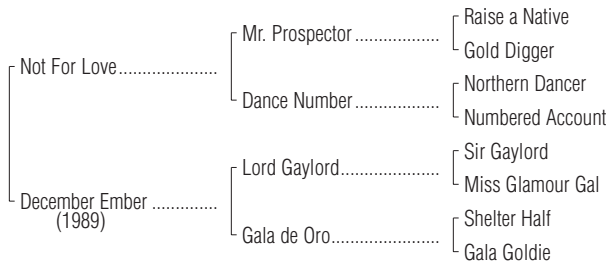 Raise a Native
Mr. Prospector ..................
Gold Digger
Not For Love.....................
Northern Dancer
Dance Number ..................
Numbered Account
Sir Gaylord
Lord Gaylord.....................
Miss Glamour Gal
December Ember ..............
(1989)
Shelter Half
Gala de Oro.......................
Gala Goldie